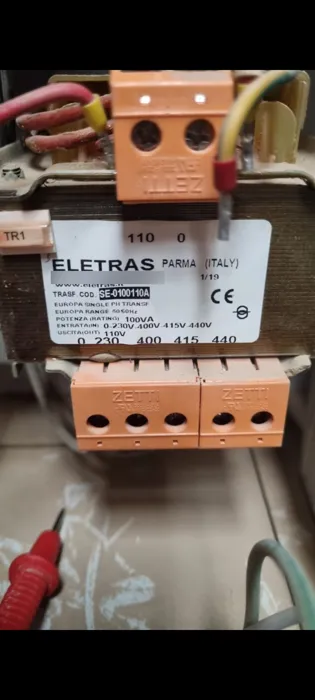 ZETTI
TR1
110 0
ELETRAS PARMA (ITALY)
www.eletras.it
1/19
TRASF. COD. SE-0100110A
CE
EUROPA SINGLE PH TRANSF
EUROPA RANGE 50/60Hz
POTENZA (RATING) 100VA
ENTRATA(IN) 0-230V-400V-415V-440V
USCITA(OUT) 110V
0 230 400 415 440
ZETTI ZETTI